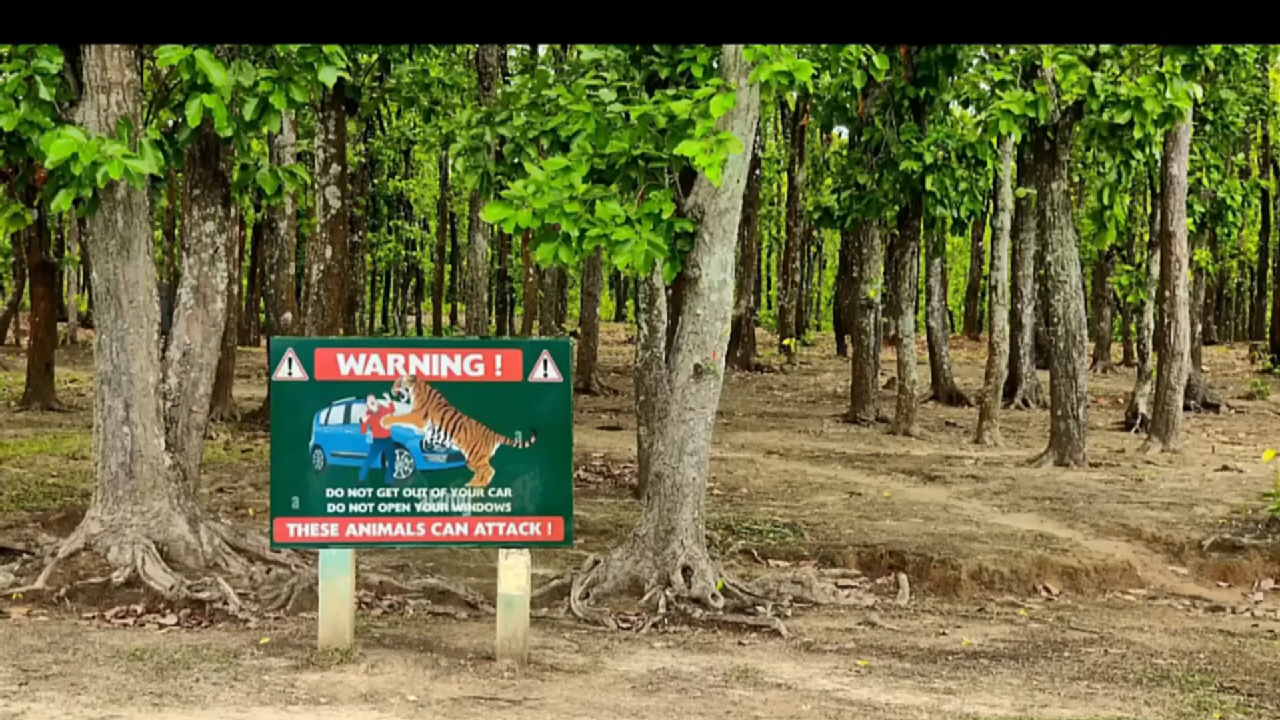 WARNING !
DO NOT GET OUT OF YOUR CAR
DO NOT OPEN YOUR WINDOWS
THESE ANIMALS CAN ATTACK !